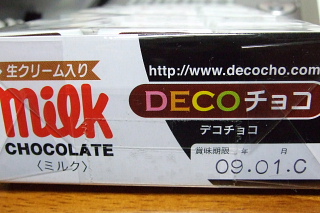 生クリーム入り
milk
CHOCOLATE
〈ミルク〉
http://www.decocho.com
DECOチョコ
デコチョコ
賞味期限 年 月
09.01.C